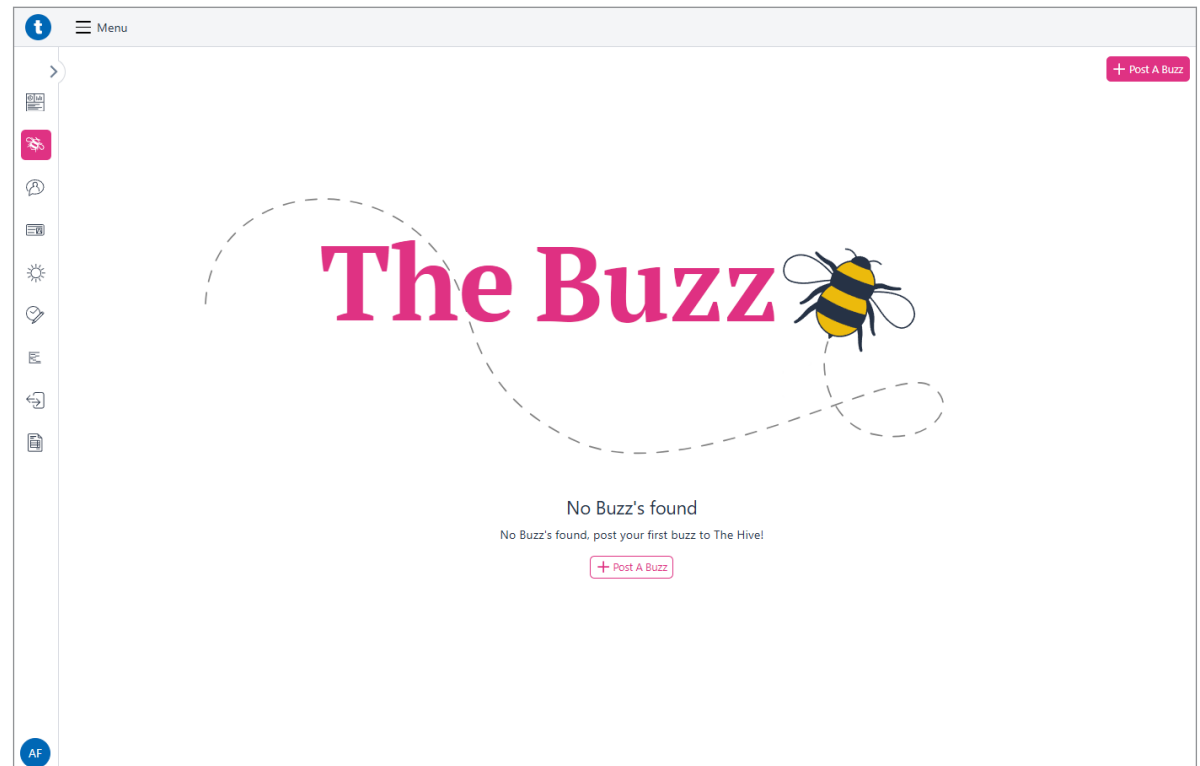 t
Menu
+ Post A Buzz
The Buzz
No Buzz's found
No Buzz's found, post your first buzz to The Hive!
+ Post A Buzz
AF